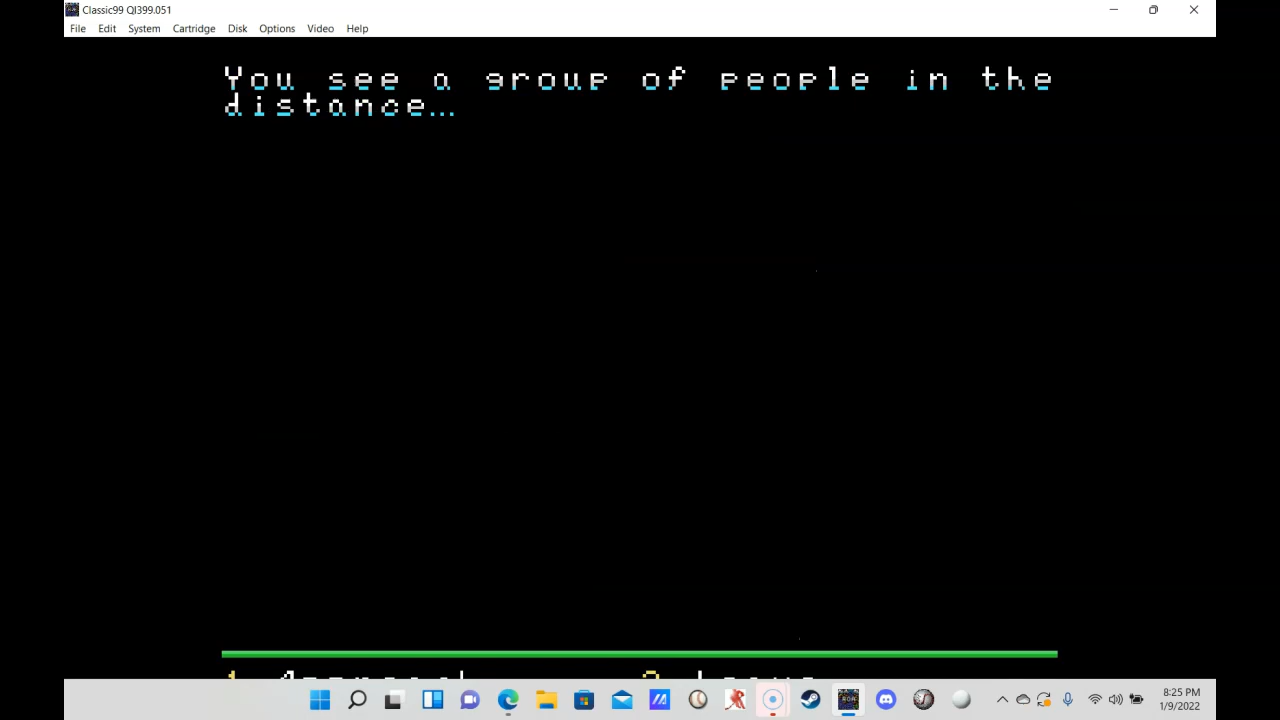 Classic99 QI399.051
File Edit System Cartridge Disk Options Video Help
You see a group of people in the
distance…
8:25 PM
1/9/2022